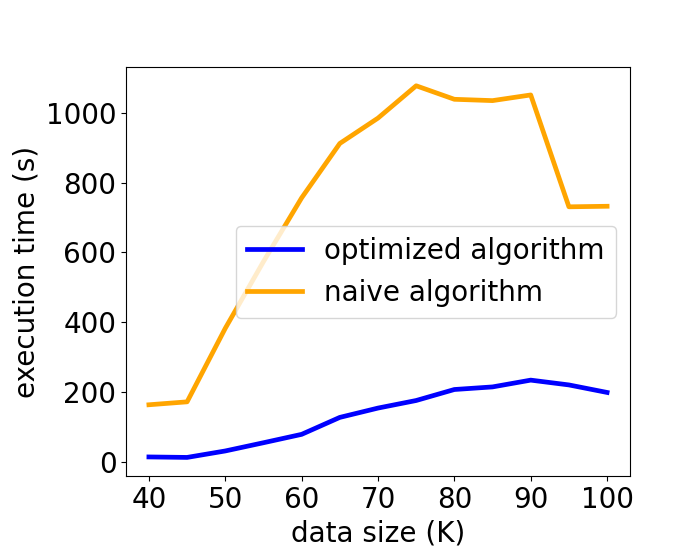 1000
800
600
400
200
0
execution time (s)
optimized algorithm
naive algorithm
40 50 60 70 80 90 100
data size (K)